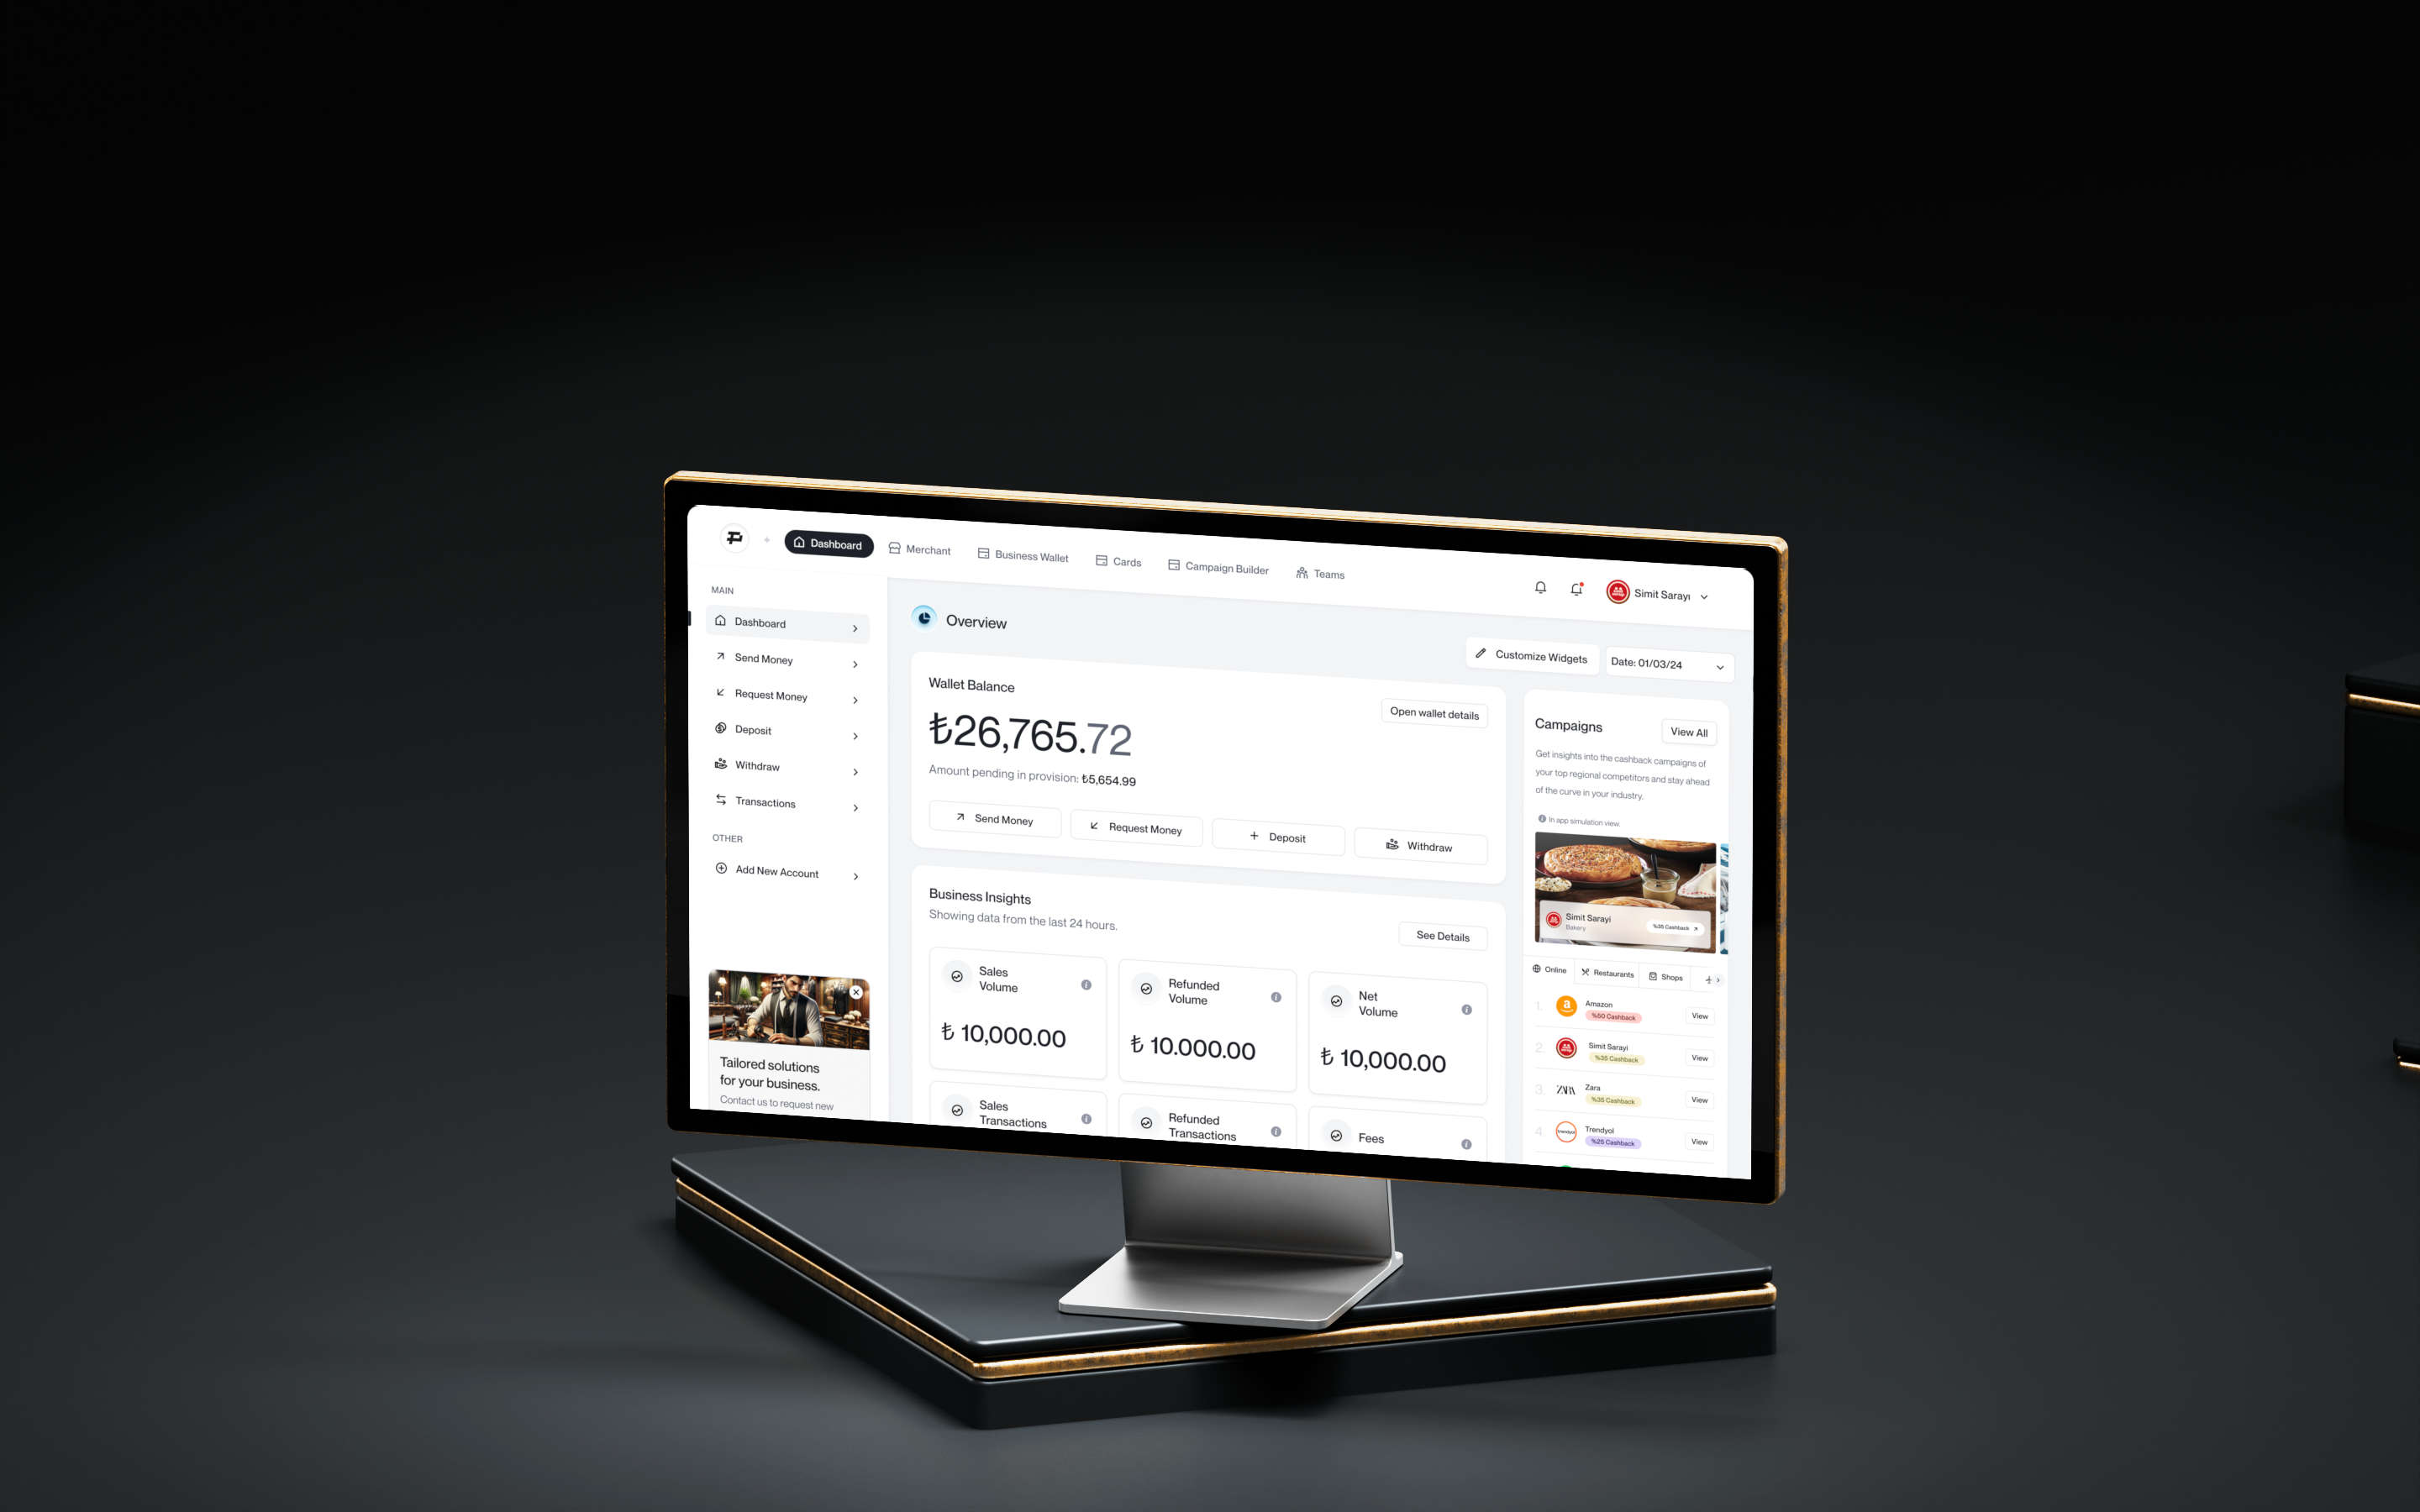 Dashboard
Merchant
Business Wallet
Cards
Campaign Builder
Teams
Simit Sarayı
MAIN
Dashboard
Send Money
Request Money
Deposit
Withdraw
Transactions
OTHER
Add New Account
Tailored solutions
for your business.
Contact us to request new
Overview
Customize Widgets
Date: 01/03/24
Wallet Balance
Open wallet details
₺26,765.72
Amount pending in provision: ₺5,654.99
Send Money
Request Money
Deposit
Withdraw
Business Insights
Showing data from the last 24 hours.
See Details
Sales
Volume
₺ 10,000.00
Refunded
Volume
₺ 10.000.00
Net
Volume
₺ 10,000.00
Sales
Transactions
Refunded
Transactions
Fees
Campaigns
View All
Get insights into the cashback campaigns of
your top regional competitors and stay ahead
of the curve in your industry.
In app simulation view
Simit Sarayi
Bakery
%35 Cashback
Online
Restaurants
Shops
1.
a
Amazon
%50 Cashback
View
2.
Simit Sarayi
%35 Cashback
View
3.
ZARA
Zara
%35 Cashback
View
4.
trendyol
Trendyol
%25 Cashback
View